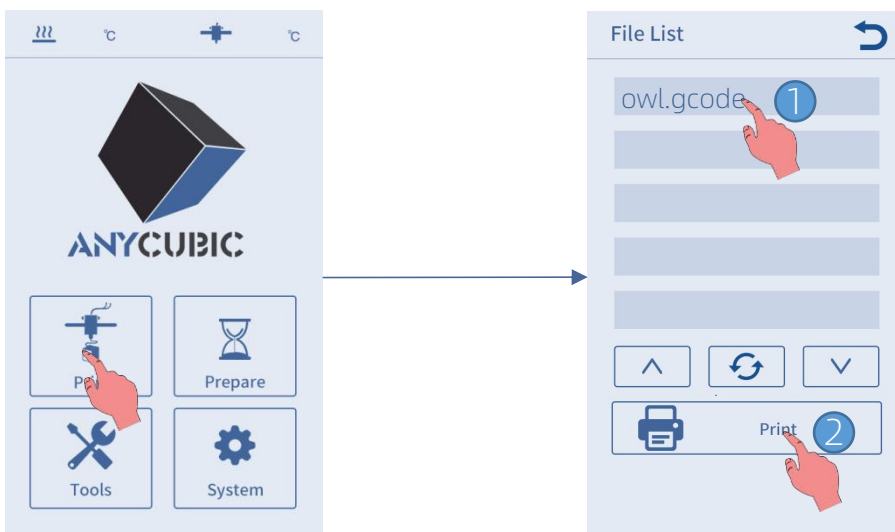 ℃ ℃
ANYCUBIC
Prepare
Tools System
File List
owl.gcode 1
Print 2